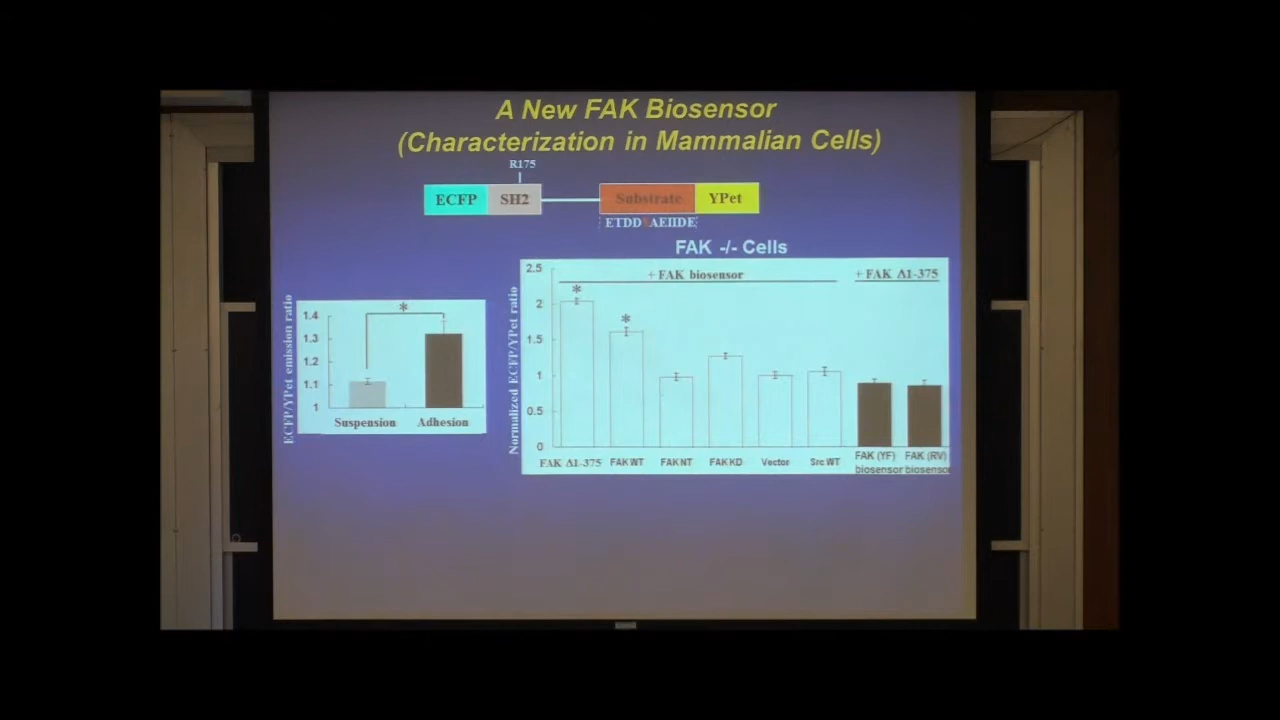 A New FAK Biosensor
(Characterization in Mammalian Cells)
R175
ECFP SH2 Substrate YPet
ETDD AEIIDE
FAK -/- Cells
+ FAK biosensor + FAK Δ1-375
ECFP/YPet emission ratio
1.4
1.3
1.2
1.1
1
*
Suspension Adhesion
Normalized ECFP/YPet ratio
2.5
2
1.5
1
0.5
0
*
*
FAK Δ1-375 FAK WT FAK NT FAK KD Vector Src WT FAK (YF) biosensor FAK (RV) biosensor